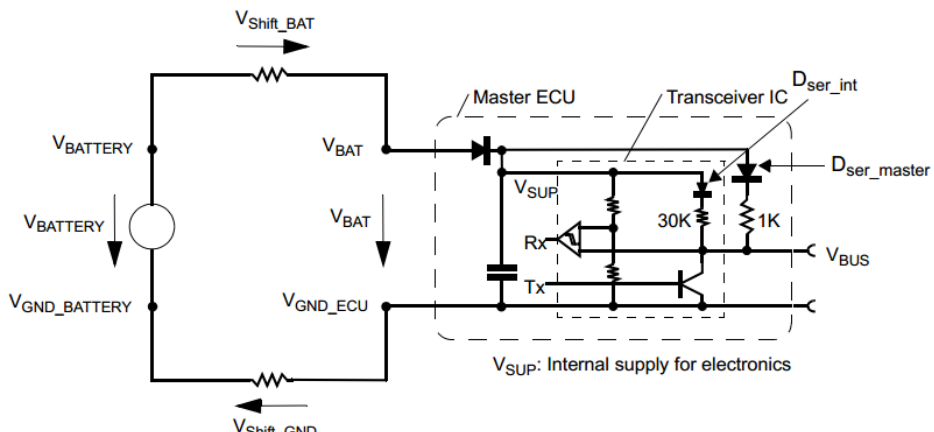 VShift_BAT
Dser_int
Master ECU
Transceiver IC
VBATTERY
VBAT
Dser_master
VSUP
VBATTERY
VBAT
30K
1K
Rx
VBUS
VGND_BATTERY
VGND_ECU
Tx
VSUP: Internal supply for electronics
VShift_GND